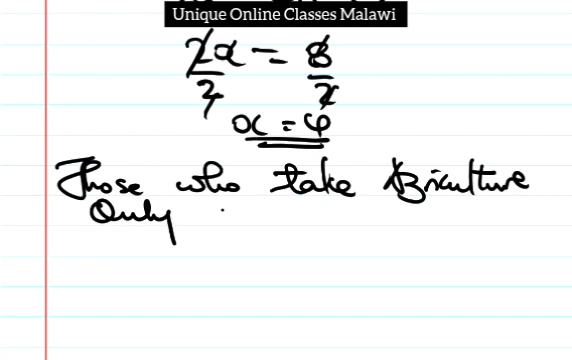 Unique Online Classes Malawi
2x = 8
2 2
x = 4
Those who take Agriculture
Only